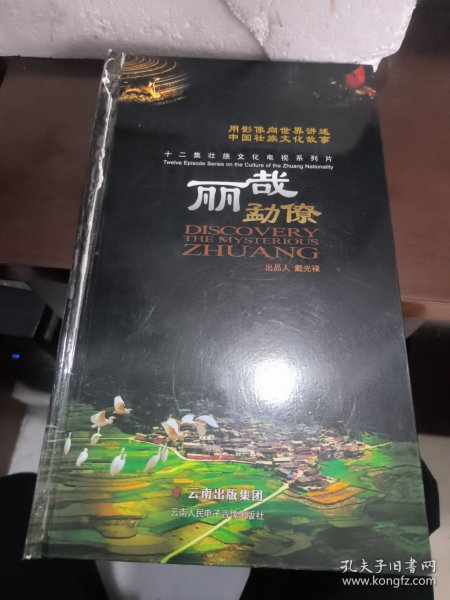 用影像向世界讲述
中国壮族文化故事
十二集壮族文化电视系列片
Twelve Episode Series on the Culture of the Zhuang Nationality
丽哉
勐僚
DISCOVERY
THE MYSTERIOUS
ZHUANG
出品人 戴光禄
云南出版集团
云南人民电子音像出版社
孔夫子旧书网
www.kongfz.com